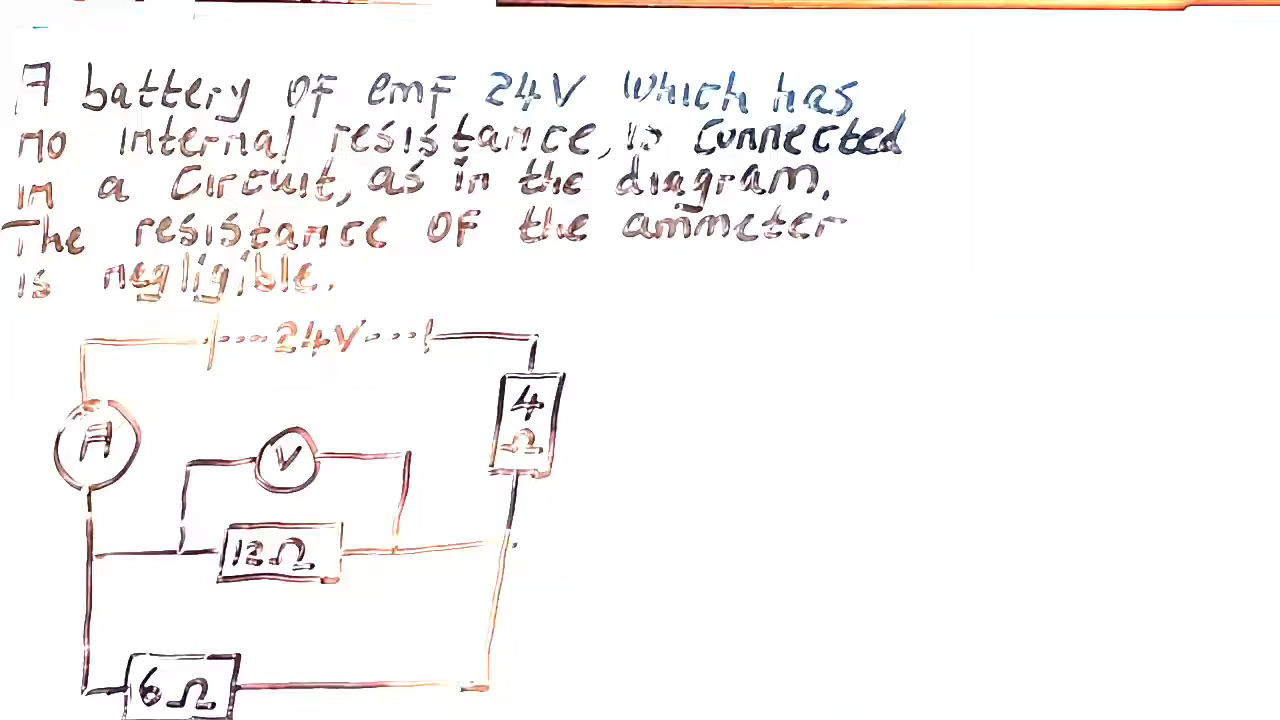 A battery of emf 24V which has
no internal resistance, is connected
in a circuit, as in the diagram.
The resistance of the ammeter
is negligible.
24V
4
Ω
A
V
12Ω
6Ω